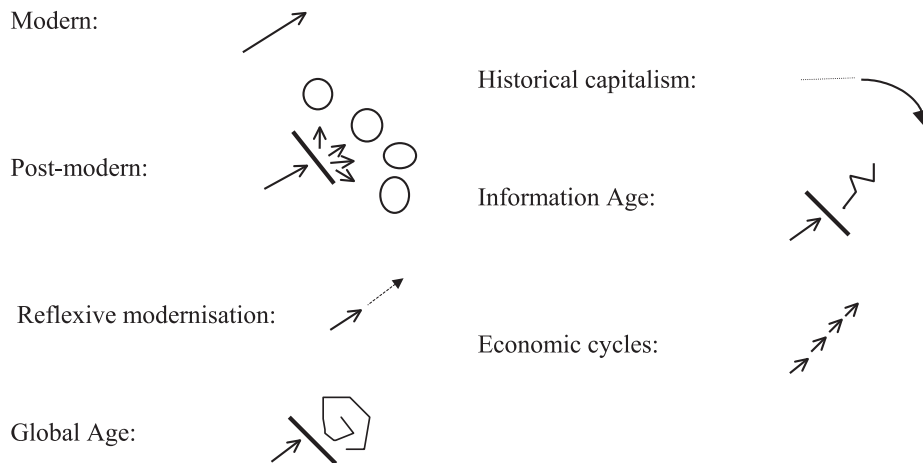 Modern:
Post-modern:
Reflexive modernisation:
Global Age:
Historical capitalism:
Information Age:
Economic cycles: